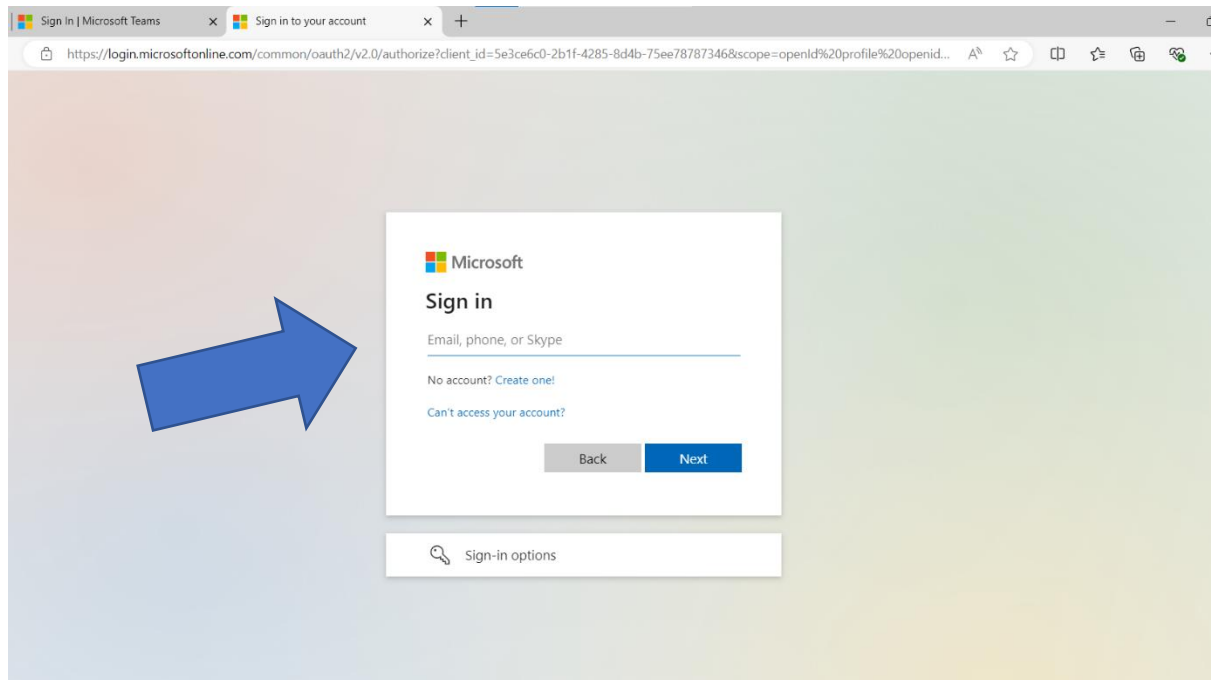 Sign In | Microsoft Teams
Sign in to your account
https://login.microsoftonline.com/common/oauth2/v2.0/authorize?client_id=5e3ce6c0-2b1f-4285-8d4b-75ee78787346&scope=openId%20profile%20openid...
Microsoft
Sign in
Email, phone, or Skype
No account? Create one!
Can't access your account?
Back Next
Sign-in options